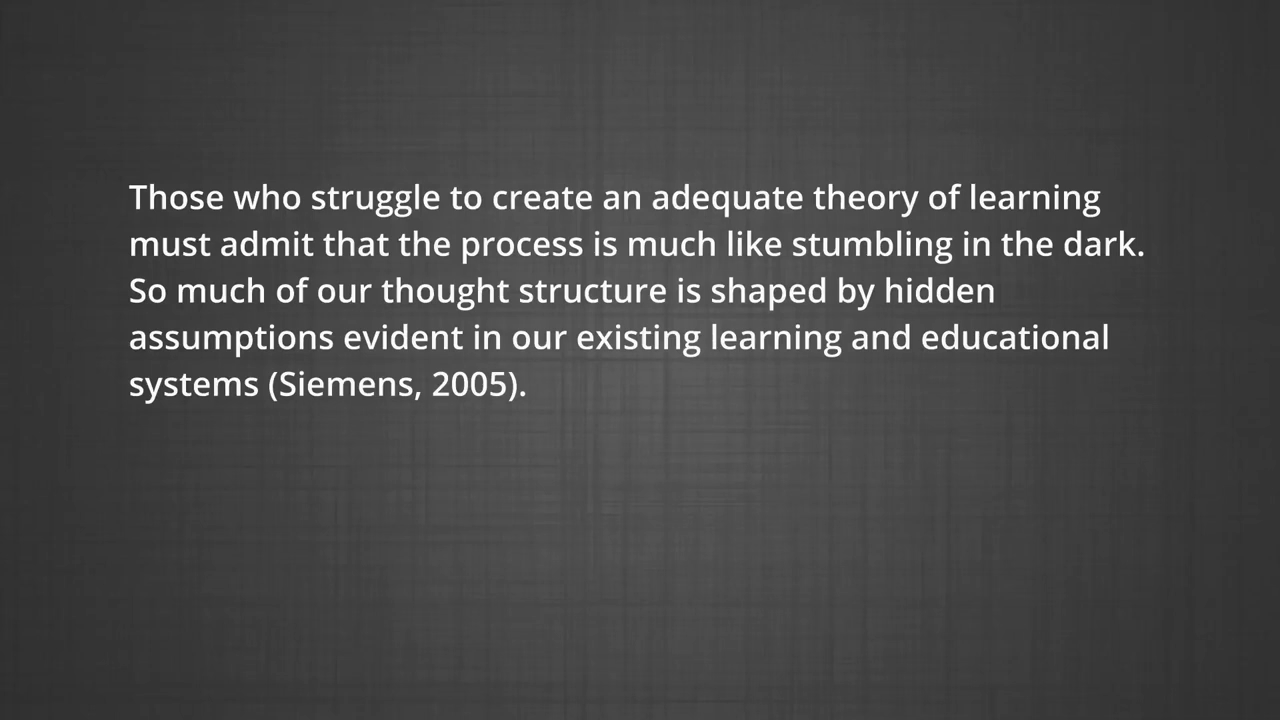 Those who struggle to create an adequate theory of learning
must admit that the process is much like stumbling in the dark.
So much of our thought structure is shaped by hidden
assumptions evident in our existing learning and educational
systems (Siemens, 2005).